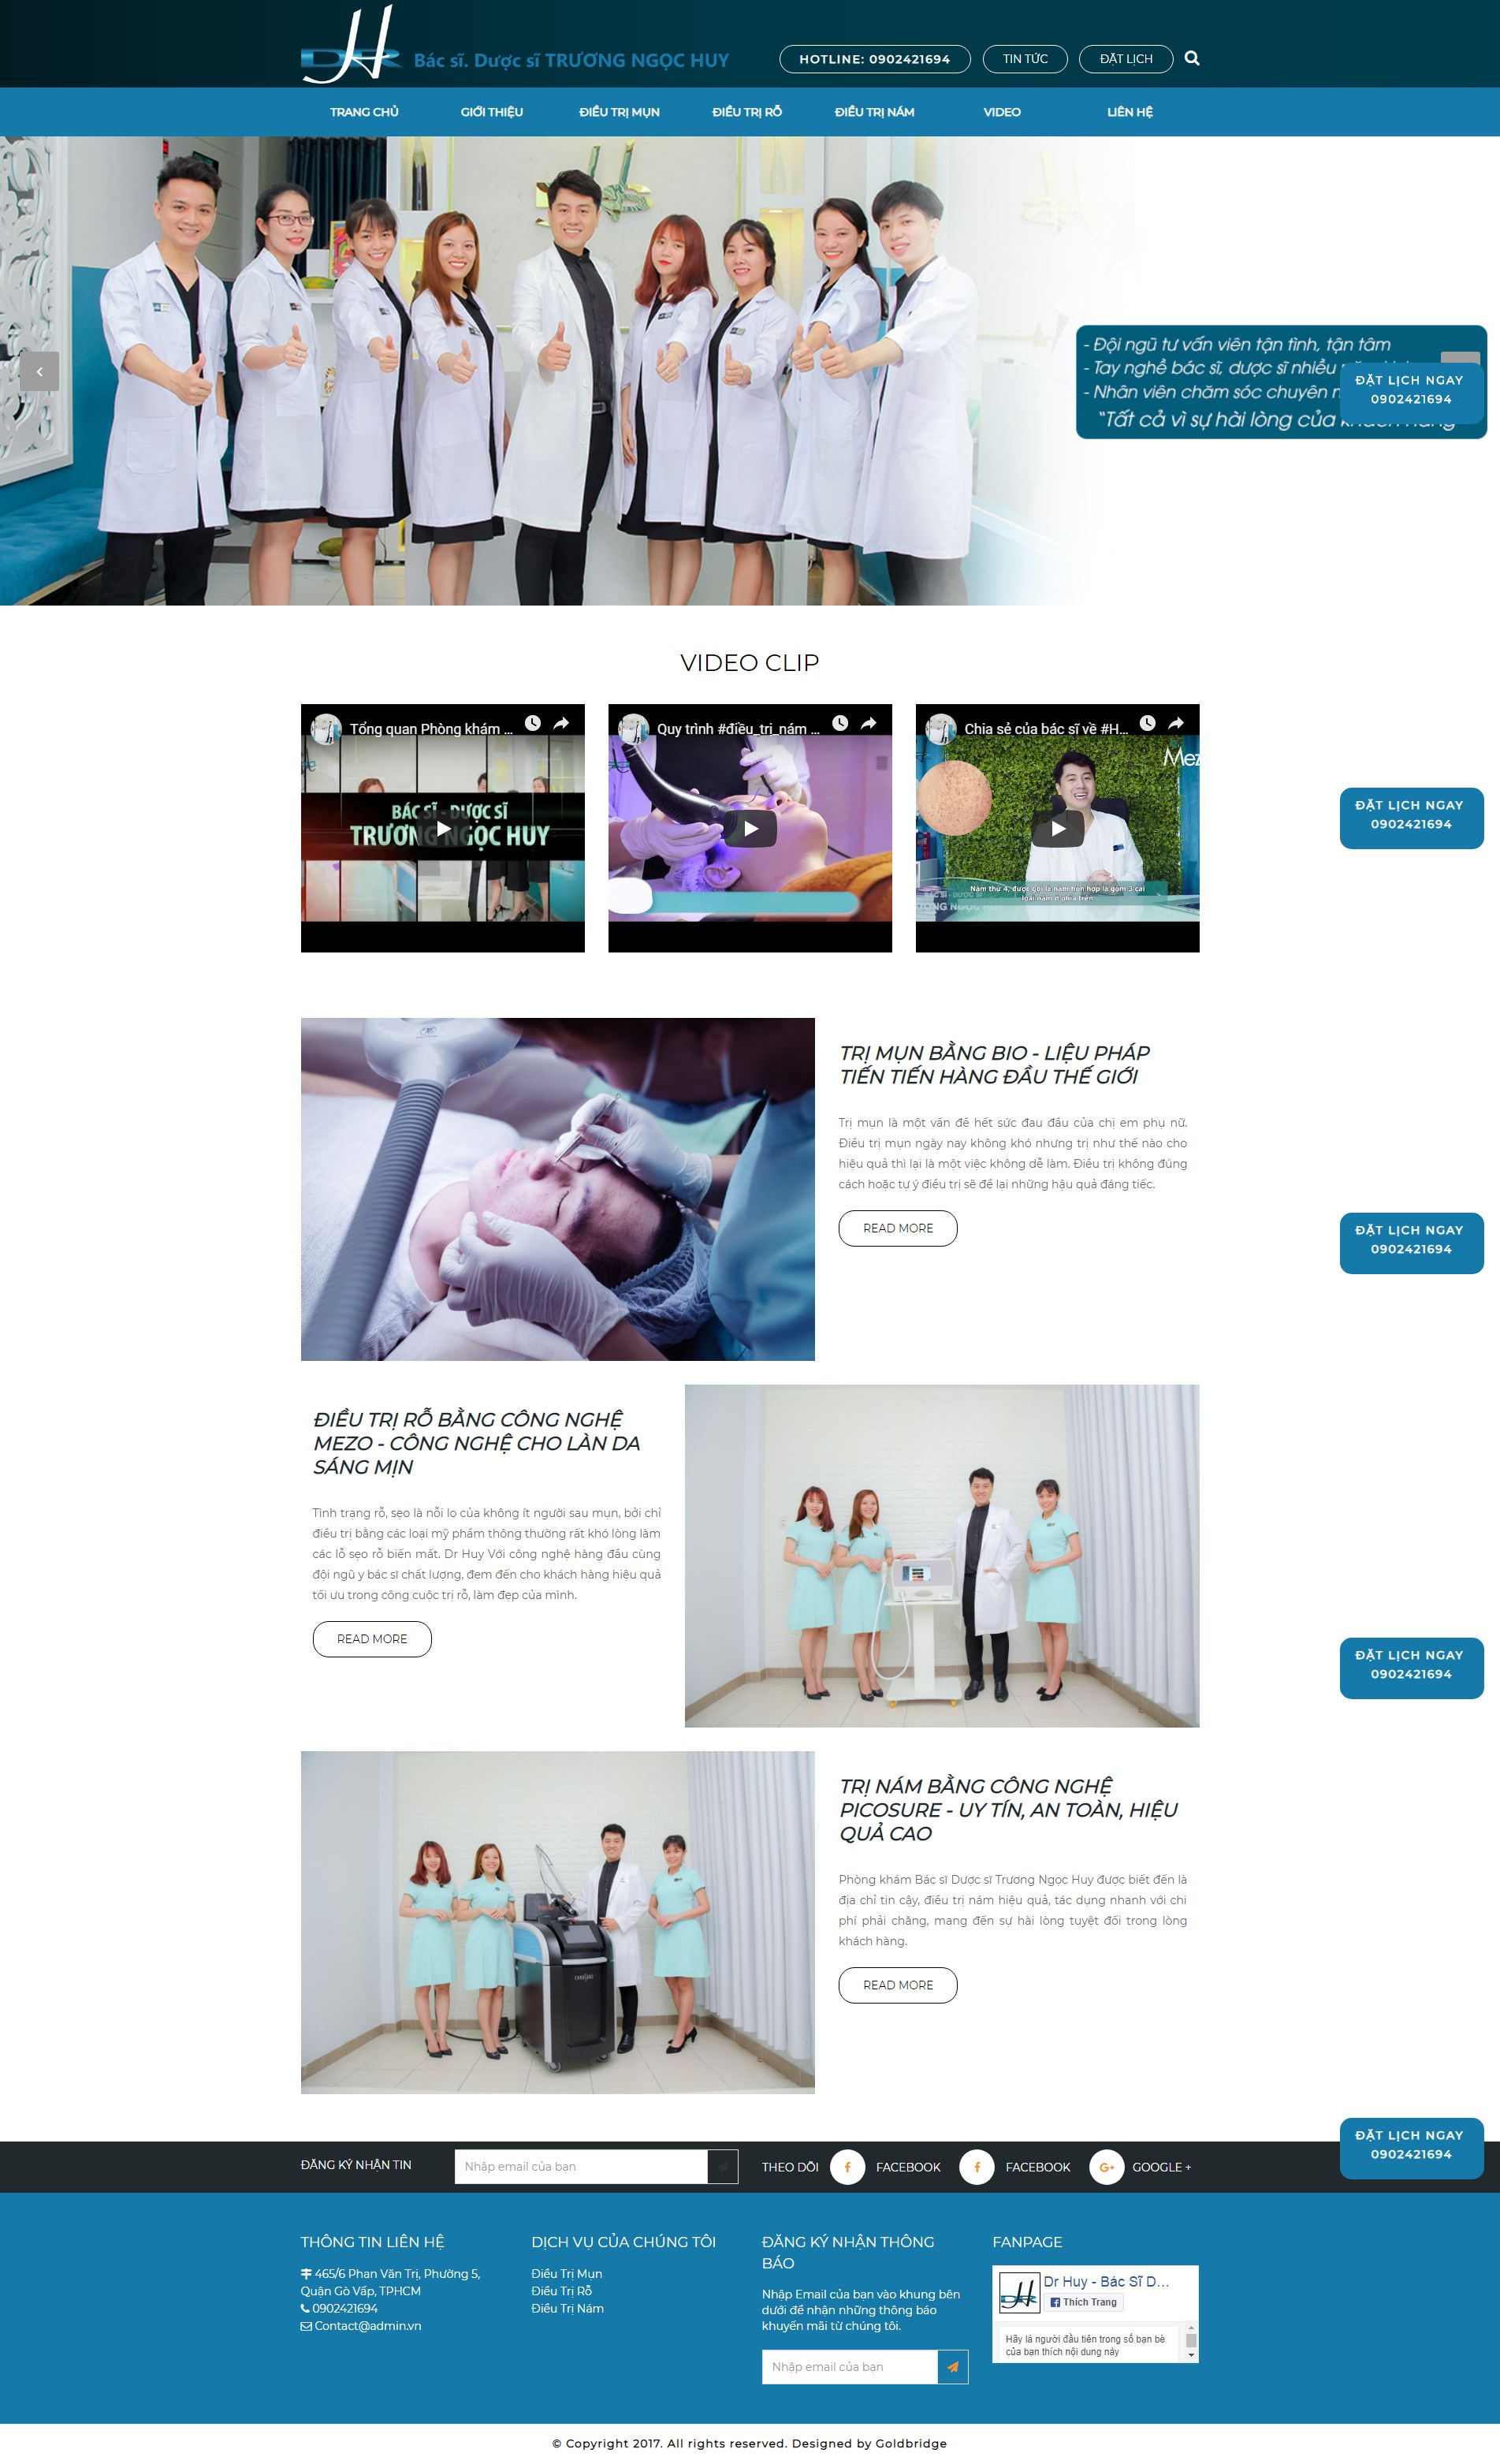 DR H Bác sĩ. Dược sĩ TRƯƠNG NGỌC HUY
HOTLINE: 0902421694
TIN TỨC
ĐẶT LỊCH
TRANG CHỦ
GIỚI THIỆU
ĐIỀU TRỊ MỤN
ĐIỀU TRỊ RỖ
ĐIỀU TRỊ NÁM
VIDEO
LIÊN HỆ
- Đội ngũ tư vấn viên tận tình, tận tâm
- Tay nghề bác sĩ, dược sĩ nhiều
- Nhân viên chăm sóc chuyên
"Tất cả vì sự hài lòng của khách hàng
ĐẶT LỊCH NGAY
0902421694
VIDEO CLIP
Tổng quan Phòng khám ...
BÁC SĨ - DƯỢC SĨ
TRƯƠNG NGỌC HUY
Quy trình #điều_trị_nám ...
Chia sẻ của bác sĩ về #H...
Mez
Nám thứ 4, được gọi là nám hỗn hợp là gồm 3 cái
loại nám ở phía trên
ĐẶT LỊCH NGAY
0902421694
TRỊ MỤN BẰNG BIO - LIỆU PHÁP
TIẾN TIẾN HÀNG ĐẦU THẾ GIỚI
Trị mụn là một vấn đề hết sức đau đầu của chị em phụ nữ.
Điều trị mụn ngày nay không khó nhưng trị như thế nào cho
hiệu quả thì lại là một việc không dễ làm. Điều trị không đúng
cách hoặc tự ý điều trị sẽ để lại những hậu quả đáng tiếc.
READ MORE
ĐẶT LỊCH NGAY
0902421694
ĐIỀU TRỊ RỖ BẰNG CÔNG NGHỆ
MEZO - CÔNG NGHỆ CHO LÀN DA
SÁNG MỊN
Tình trạng rỗ, sẹo là nỗi lo của không ít người sau mụn, bởi chỉ
điều trị bằng các loại mỹ phẩm thông thường rất khó lòng làm
các lỗ sẹo rỗ biến mất. Dr Huy Với công nghệ hàng đầu cùng
đội ngũ y bác sĩ chất lượng, đem đến cho khách hàng hiệu quả
tối ưu trong công cuộc trị rỗ, làm đẹp của mình.
READ MORE
ĐẶT LỊCH NGAY
0902421694
TRỊ NÁM BẰNG CÔNG NGHỆ
PICOSURE - UY TÍN, AN TOÀN, HIỆU
QUẢ CAO
Phòng khám Bác sĩ Dược sĩ Trương Ngọc Huy được biết đến là
địa chỉ tin cậy, điều trị nám hiệu quả, tác dụng nhanh với chi
phí phải chăng, mang đến sự hài lòng tuyệt đối trong lòng
khách hàng.
READ MORE
ĐẶT LỊCH NGAY
0902421694
ĐĂNG KÝ NHẬN TIN
Nhập email của bạn
THEO DÕI
FACEBOOK
FACEBOOK
GOOGLE +
THÔNG TIN LIÊN HỆ
465/6 Phan Văn Trị, Phường 5,
Quận Gò Vấp, TPHCM
0902421694
Contact@admin.vn
DỊCH VỤ CỦA CHÚNG TÔI
Điều Trị Mụn
Điều Trị Rỗ
Điều Trị Nám
ĐĂNG KÝ NHẬN THÔNG
BÁO
Nhập Email của bạn vào khung bên
dưới để nhận những thông báo
khuyến mãi từ chúng tôi.
Nhập email của bạn
FANPAGE
Dr Huy - Bác Sĩ D...
Thích Trang
Hãy là người đầu tiên trong số bạn bè
của bạn thích nội dung này
© Copyright 2017. All rights reserved. Designed by Goldbridge